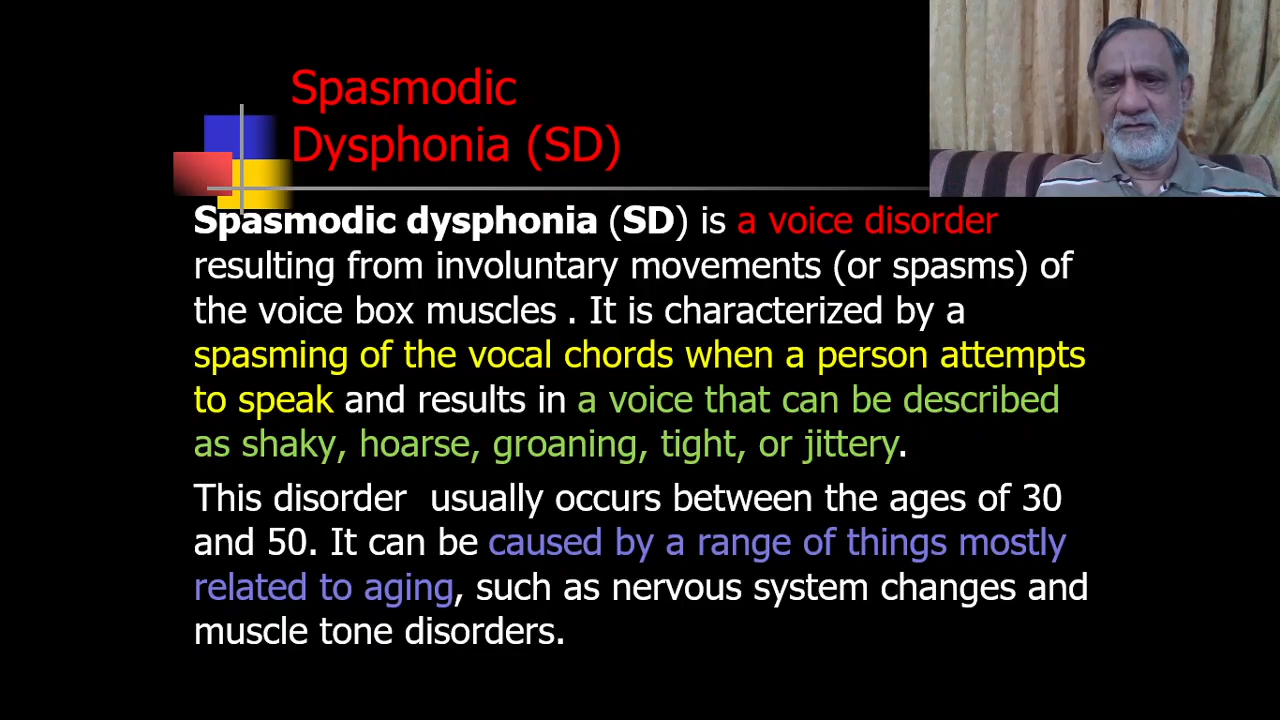 Spasmodic
Dysphonia (SD)
Spasmodic dysphonia (SD) is a voice disorder
resulting from involuntary movements (or spasms) of
the voice box muscles . It is characterized by a
spasming of the vocal chords when a person attempts
to speak and results in a voice that can be described
as shaky, hoarse, groaning, tight, or jittery.
This disorder  usually occurs between the ages of 30
and 50. It can be caused by a range of things mostly
related to aging, such as nervous system changes and
muscle tone disorders.